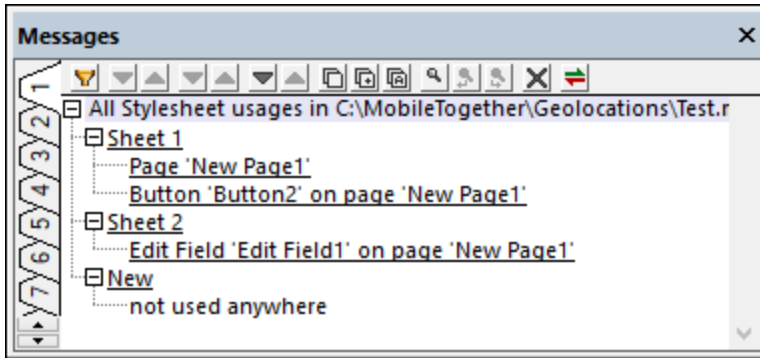 Messages
All Stylesheet usages in C:\MobileTogether\Geolocations\Test.r
Sheet 1
Page 'New Page1'
Button 'Button2' on page 'New Page1'
Sheet 2
Edit Field 'Edit Field1' on page 'New Page1'
New
not used anywhere
1
2
3
4
5
6
7